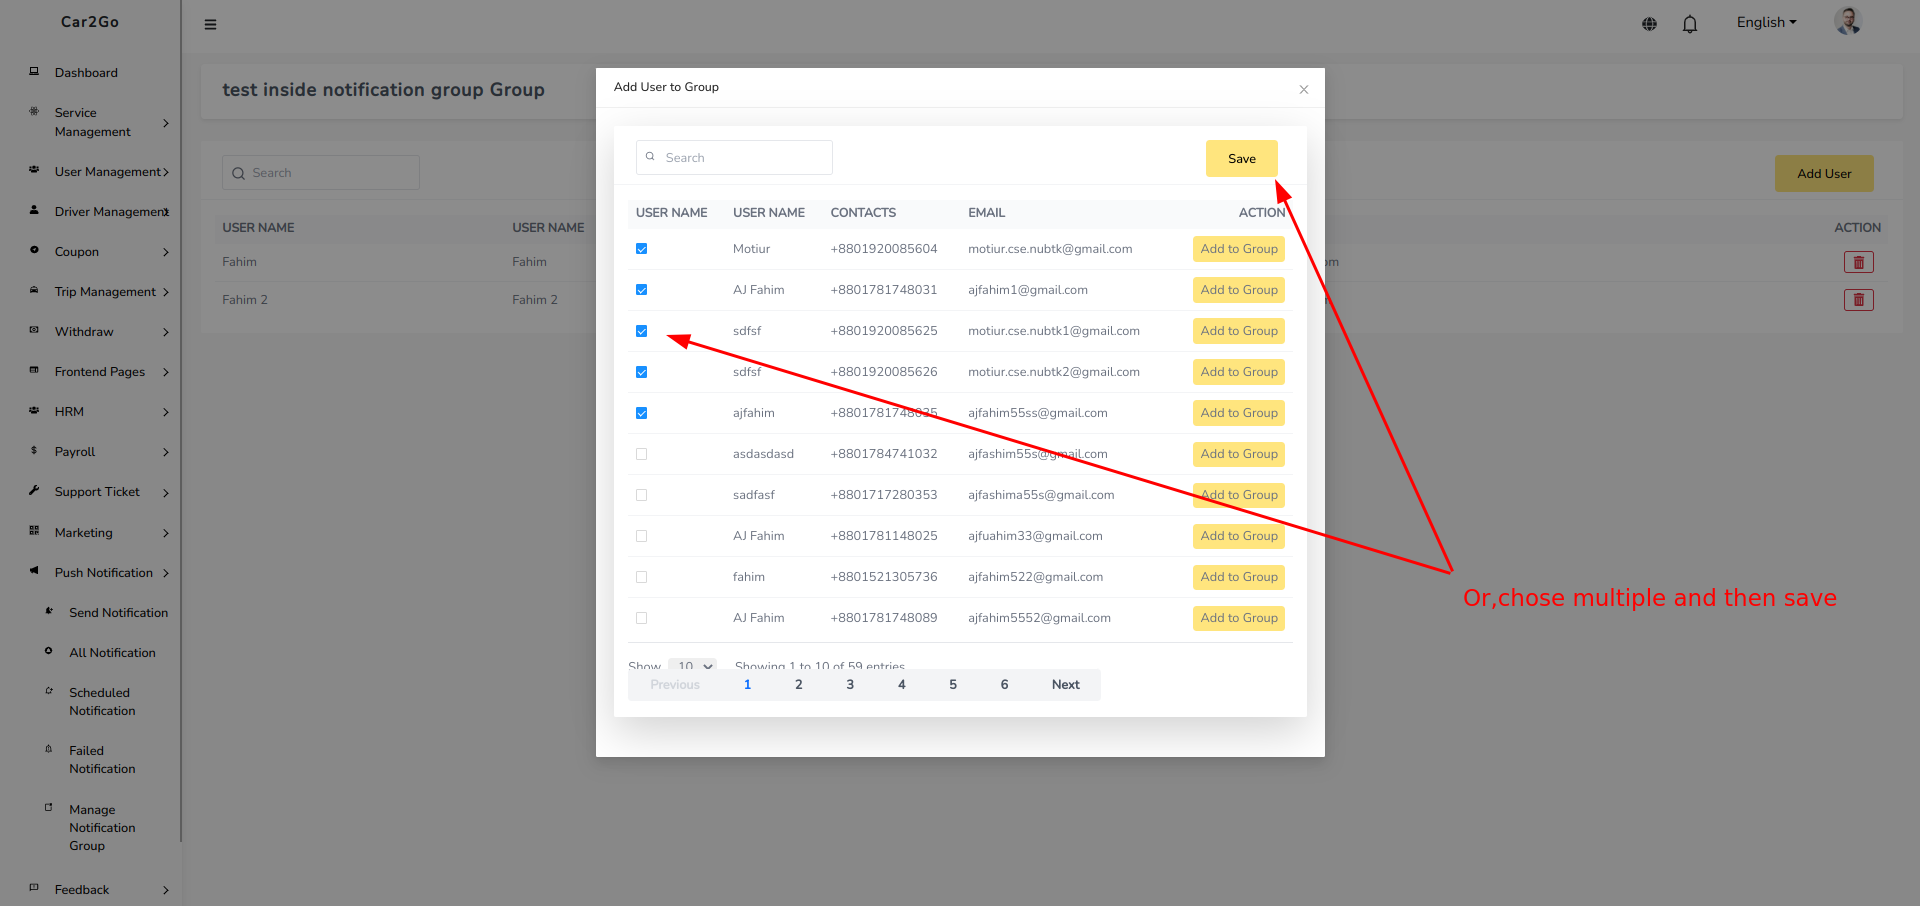 Car2Go
English
Dashboard
Service
Management
User Management
Driver Management
Coupon
Trip Management
Withdraw
Frontend Pages
HRM
Payroll
Support Ticket
Marketing
Push Notification
Send Notification
All Notification
Scheduled
Notification
Failed
Notification
Manage
Notification
Group
Feedback
test inside notification group Group
Search
Add User
USER NAME USER NAME ACTION
Fahim Fahim om
Fahim 2 Fahim 2
Add User to Group
×
Search Save
USER NAME USER NAME CONTACTS EMAIL ACTION
Motiur +8801920085604 motiur.cse.nubtk@gmail.com Add to Group
AJ Fahim +8801781748031 ajfahim1@gmail.com Add to Group
sdfsf +8801920085625 motiur.cse.nubtk1@gmail.com Add to Group
sdfsf +8801920085626 motiur.cse.nubtk2@gmail.com Add to Group
ajfahim +8801781748035 ajfahim55ss@gmail.com Add to Group
asdasdasd +8801784741032 ajfashim55s@gmail.com Add to Group
sadfasf +8801717280353 ajfashima55s@gmail.com Add to Group
AJ Fahim +8801781148025 ajfuahim33@gmail.com Add to Group
fahim +8801521305736 ajfahim522@gmail.com Add to Group
AJ Fahim +8801781748089 ajfahim5552@gmail.com Add to Group
Show 10 Showing 1 to 10 of 59 entries
Previous 1 2 3 4 5 6 Next
Or,chose multiple and then save